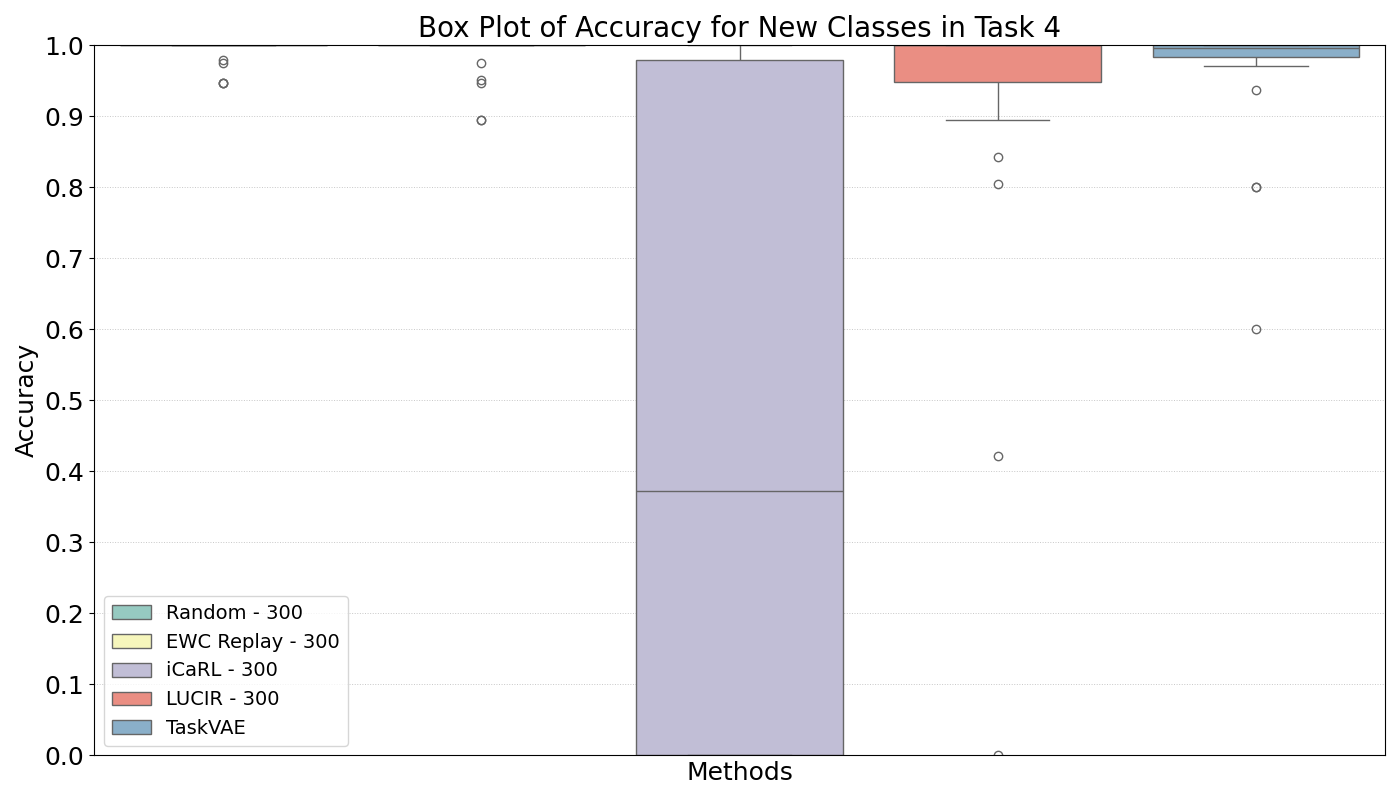 Box Plot of Accuracy for New Classes in Task 4
1.0
0.9
0.8
0.7
0.6
0.5
0.4
0.3
0.2
0.1
0.0
Accuracy
Random - 300
EWC Replay - 300
iCaRL - 300
LUCIR - 300
TaskVAE
Methods